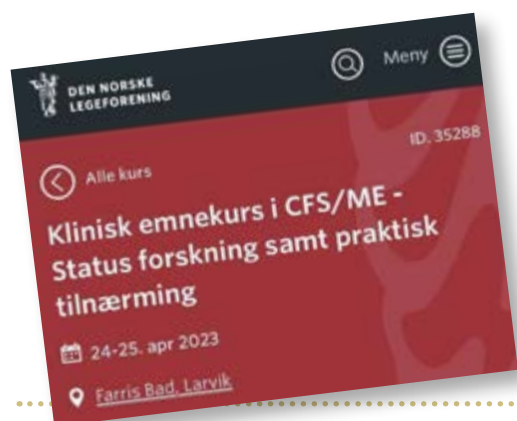 DEN NORSKE
LEGEFORENING
Meny
ID. 35288
Alle kurs
Klinisk emnekurs i CFS/ME -
Status forskning samt praktisk
tilnærming
24-25. apr 2023
Farris Bad, Larvik